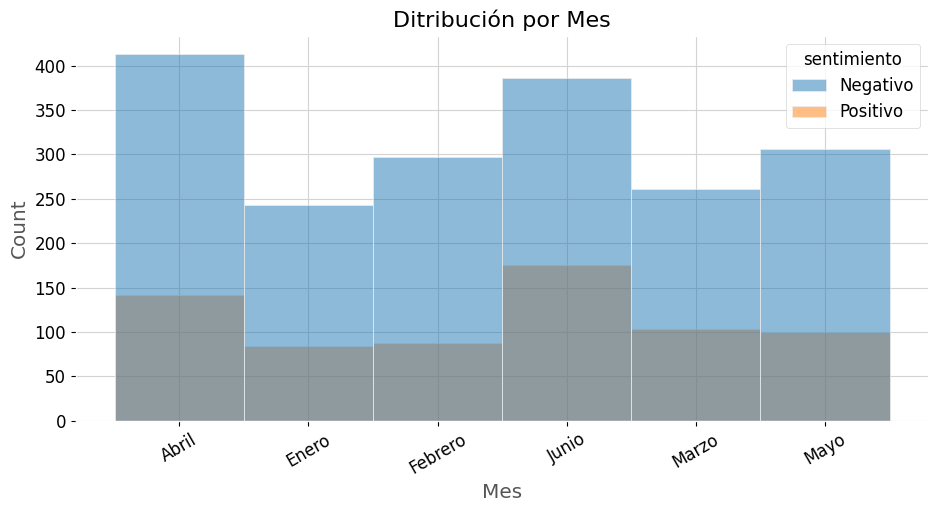 Ditribución por Mes
sentimiento
Negativo
Positivo
Count
400
350
300
250
200
150
100
50
0
Abril
Enero
Febrero
Junio
Marzo
Mayo
Mes